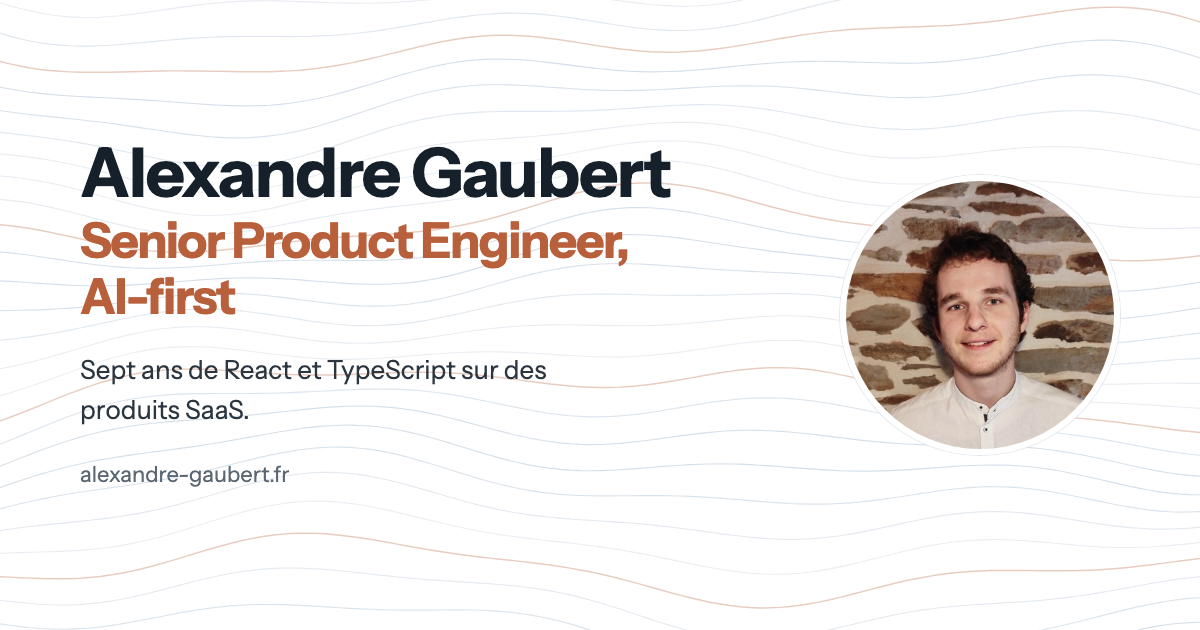 Alexandre Gaubert
Senior Product Engineer,
AI-first
Sept ans de React et TypeScript sur des
produits SaaS.
alexandre-gaubert.fr